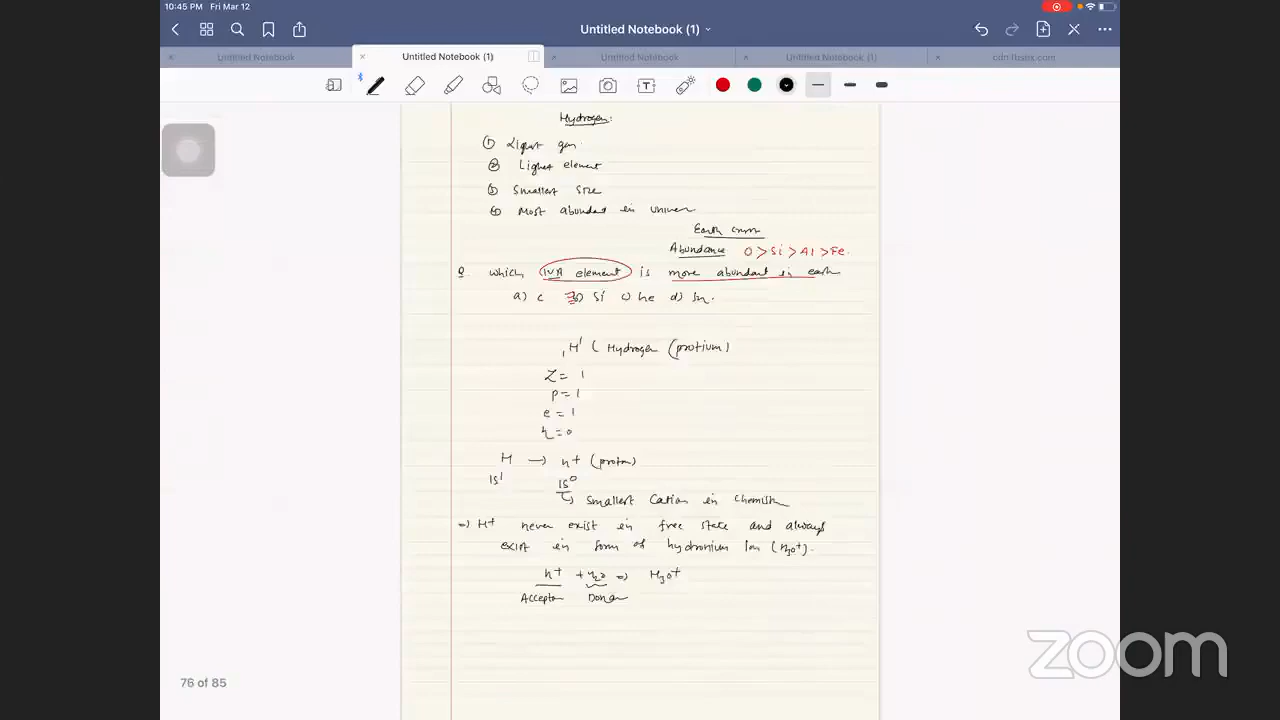 10:45 PM Fri Mar 12
Untitled Notebook (1)
Untitled Notebook
Untitled Notebook (1)
Untitled Notebook
Untitled Notebook (1)
Hydrogen:
① Lightest gas
② Lighest element
③ Smallest size
④ Most abundant in univers
Earth crust
Abundance O > Si > Al > Fe.
Q which IVA element is more abundant in earth
a) c b) Si c) he d) Sn.
₁H¹ ( Hydrogen (protium)
Z = 1
p = 1
e = 1
n = 0
H → H+ (proton)
1s¹ 1s⁰
Smallest Cation in chemistry
⇒ H+ never exist in free state and always
exist in form of hydronium ion (H3O+).
H+ + H2O ⇒ H3O+
Acceptor Donor
76 of 85
zoom